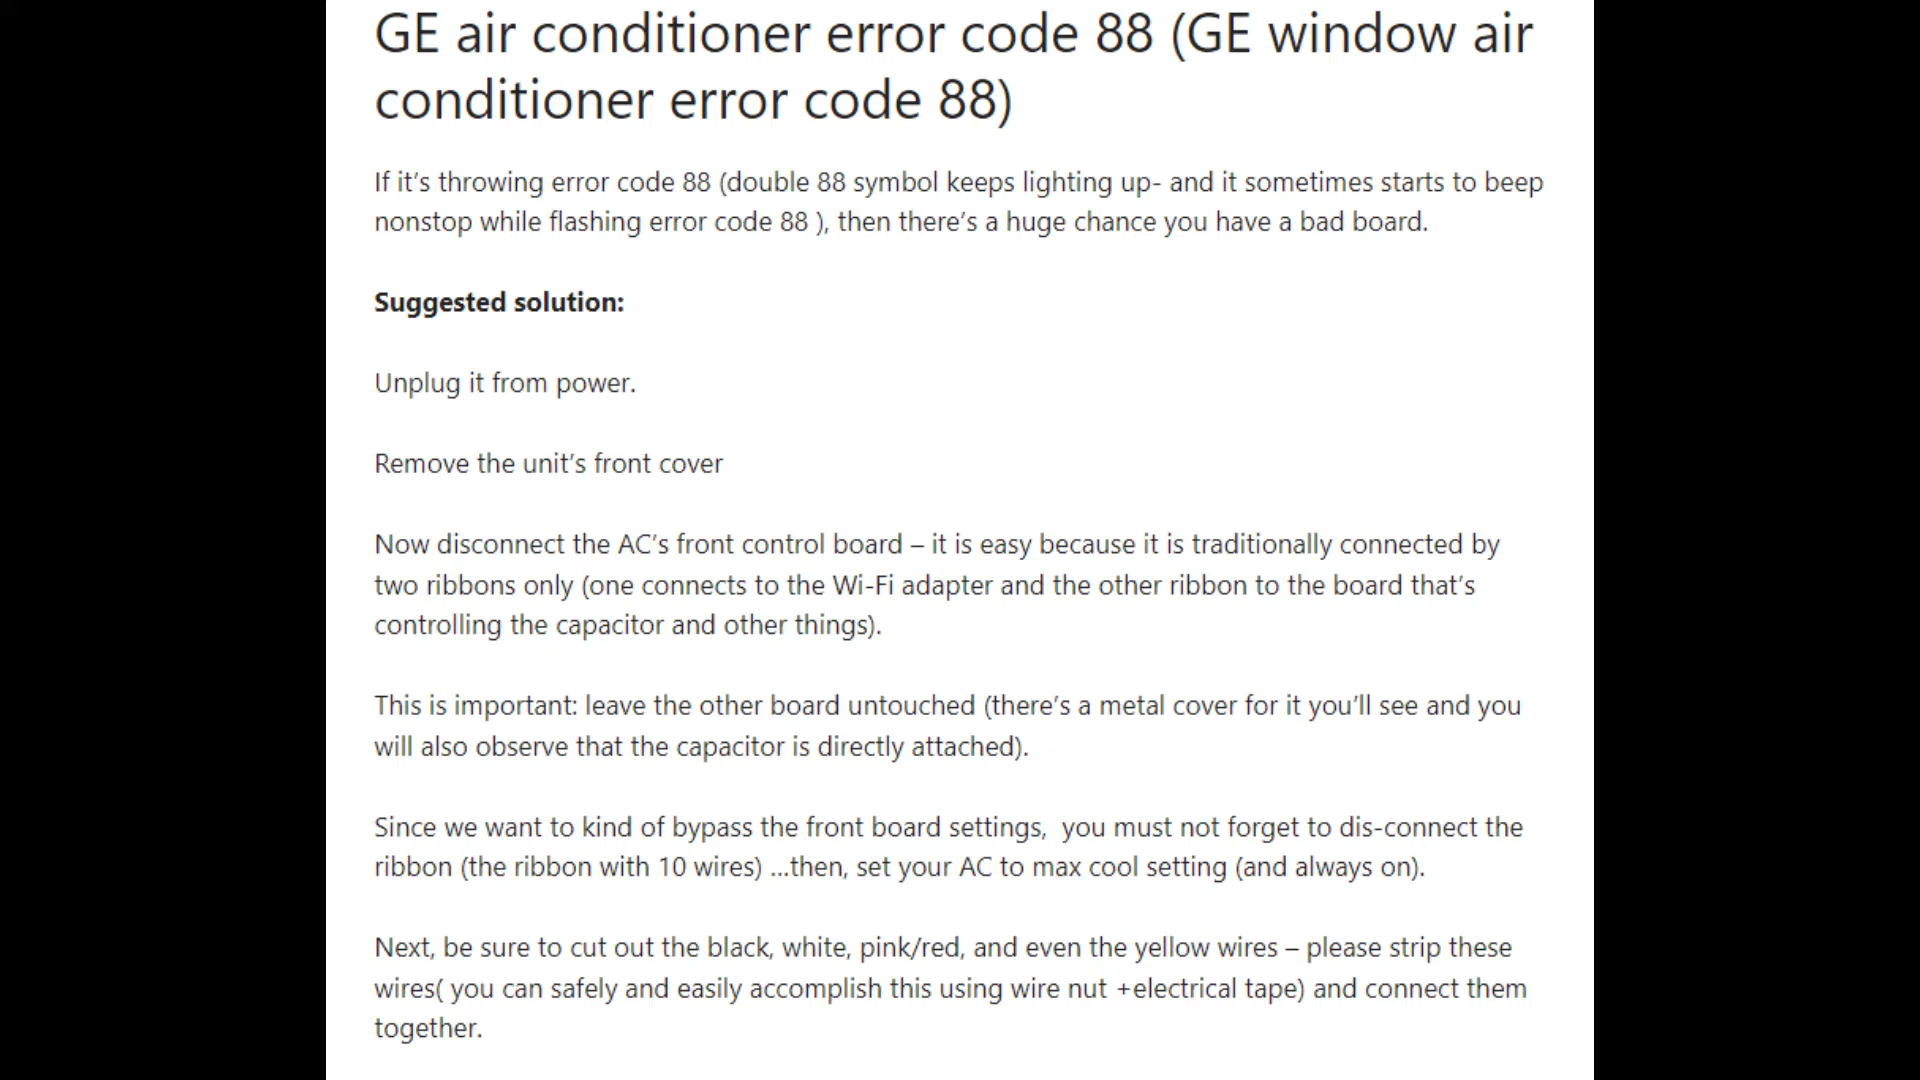 GE air conditioner error code 88 (GE window air
conditioner error code 88)
If it’s throwing error code 88 (double 88 symbol keeps lighting up- and it sometimes starts to beep
nonstop while flashing error code 88 ), then there’s a huge chance you have a bad board.
Suggested solution:
Unplug it from power.
Remove the unit’s front cover
Now disconnect the AC’s front control board – it is easy because it is traditionally connected by
two ribbons only (one connects to the Wi-Fi adapter and the other ribbon to the board that’s
controlling the capacitor and other things).
This is important: leave the other board untouched (there’s a metal cover for it you’ll see and you
will also observe that the capacitor is directly attached).
Since we want to kind of bypass the front board settings,  you must not forget to dis-connect the
ribbon (the ribbon with 10 wires) …then, set your AC to max cool setting (and always on).
Next, be sure to cut out the black, white, pink/red, and even the yellow wires – please strip these
wires( you can safely and easily accomplish this using wire nut +electrical tape) and connect them
together.